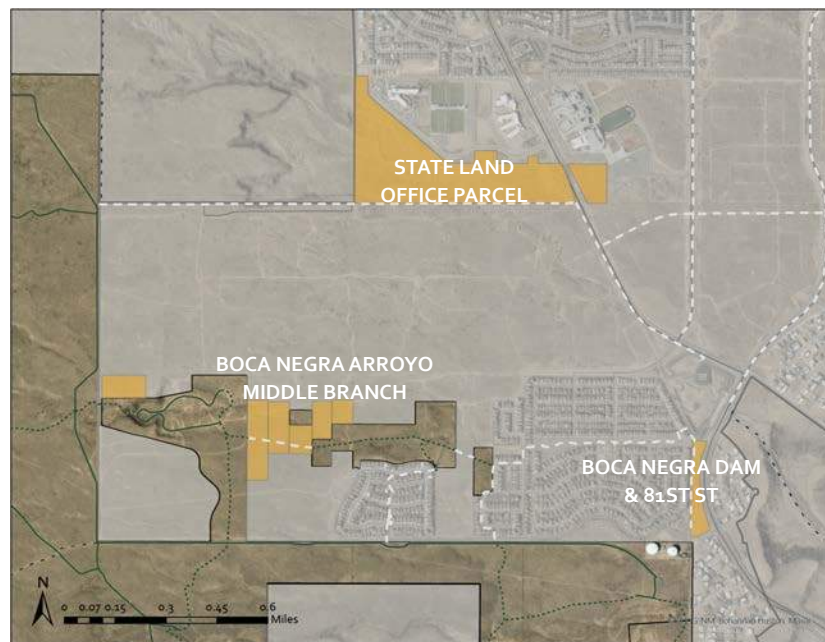 STATE LAND
OFFICE PARCEL
BOCA NEGRA ARROYO
MIDDLE BRANCH
BOCA NEGRA DAM
& 81ST ST
N
0 0.07 0.15 0.3 0.45 0.6
Miles